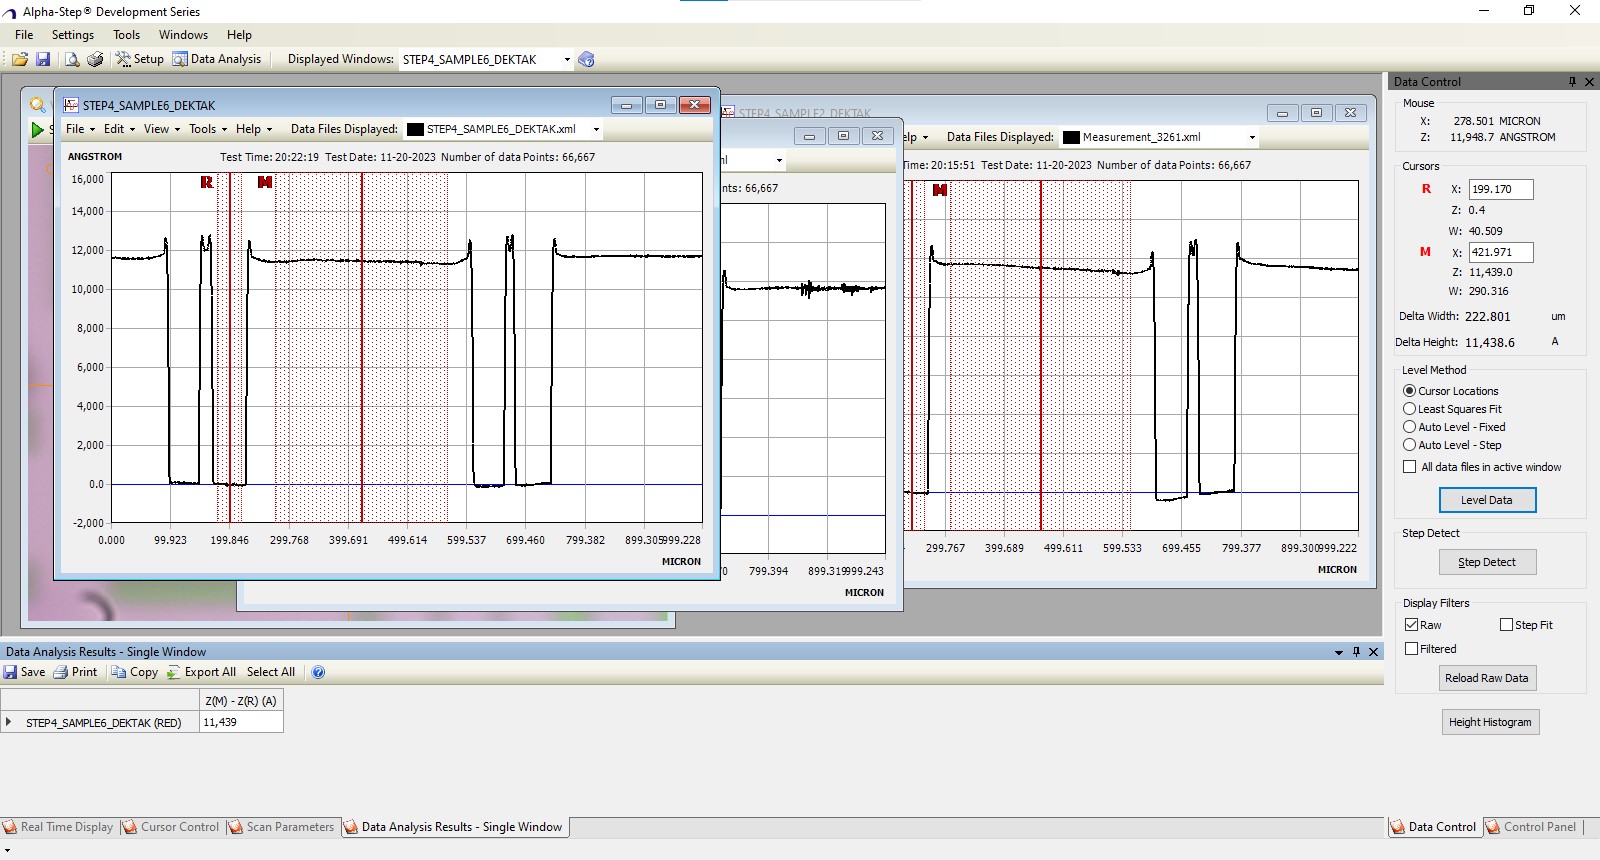 Alpha-Step® Development Series
File Settings Tools Windows Help
Setup Data Analysis Displayed Windows: STEP4_SAMPLE6_DEKTAK
STEP4_SAMPLE6_DEKTAK
File Edit View Tools Help Data Files Displayed: STEP4_SAMPLE6_DEKTAK.xml
ANGSTROM
Test Time: 20:22:19 Test Date: 11-20-2023 Number of data Points: 66,667
R M
16,000
14,000
12,000
10,000
8,000
6,000
4,000
2,000
0.0
-2,000
0.000 99.923 199.846 299.768 399.691 499.614 599.537 699.460 799.382 899.305 999.228
MICRON
STEP4_SAMPLE2_DEKTAK
66,667
799.394 899.319 999.243
MICRON
Data Files Displayed: Measurement_3261.xml
Time: 20:15:51 Test Date: 11-20-2023 Number of data Points: 66,667
M
299.767 399.689 499.611 599.533 699.455 799.377 899.300 999.222
MICRON
Data Control
Mouse
X: 278.501 MICRON
Z: 11,948.7 ANGSTROM
Cursors
R X: 199.170
Z: 0.4
W: 40.509
M X: 421.971
Z: 11,439.0
W: 290.316
Delta Width: 222.801 um
Delta Height: 11,438.6 A
Level Method
Cursor Locations
Least Squares Fit
Auto Level - Fixed
Auto Level - Step
All data files in active window
Level Data
Step Detect
Step Detect
Display Filters
Raw Step Fit
Filtered
Reload Raw Data
Height Histogram
Data Analysis Results - Single Window
Save Print Copy Export All Select All
Z(M) - Z(R) (A)
STEP4_SAMPLE6_DEKTAK (RED) 11,439
Real Time Display Cursor Control Scan Parameters Data Analysis Results - Single Window
Data Control Control Panel